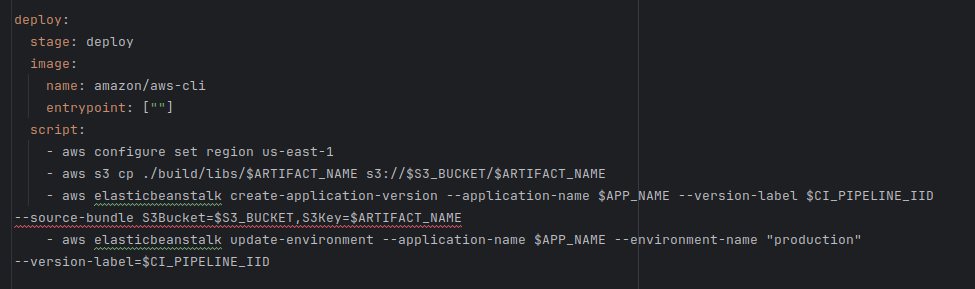 deploy:
  stage: deploy
  image:
    name: amazon/aws-cli
    entrypoint: [""]
  script:
    - aws configure set region us-east-1
    - aws s3 cp ./build/libs/$ARTIFACT_NAME s3://$S3_BUCKET/$ARTIFACT_NAME
    - aws elasticbeanstalk create-application-version --application-name $APP_NAME --version-label $CI_PIPELINE_IID
--source-bundle S3Bucket=$S3_BUCKET,S3Key=$ARTIFACT_NAME
    - aws elasticbeanstalk update-environment --application-name $APP_NAME --environment-name "production"
--version-label=$CI_PIPELINE_IID